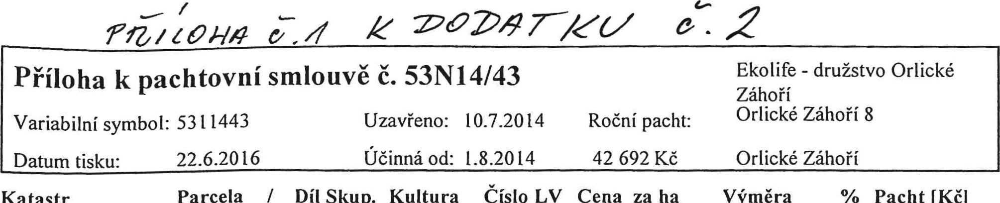 PŘÍLOHA č.1 K DODATKU č.2
Příloha k pachtovní smlouvě č. 53N14/43
Ekolife - družstvo Orlické
Záhoří
Variabilní symbol: 5311443 Uzavřeno: 10.7.2014 Roční pacht: Orlické Záhoří 8
Datum tisku: 22.6.2016 Účinná od: 1.8.2014 42 692 Kč Orlické Záhoří
Katastr Parcela / Díl Skup. Kultura Číslo LV Cena za ha Výměra % Pacht [Kč]